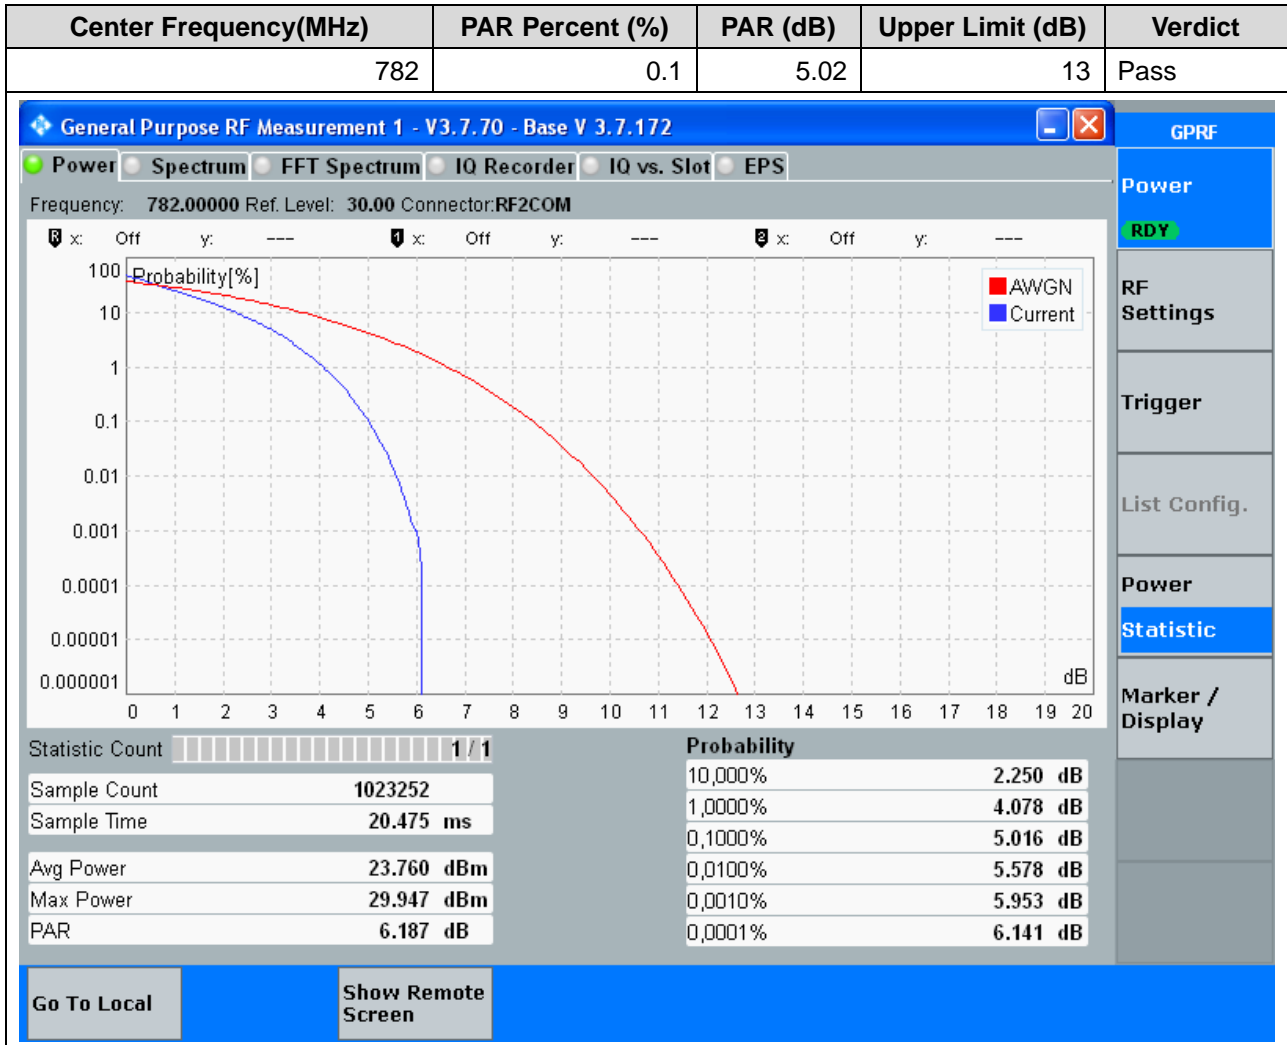 Center Frequency(MHz) PAR Percent (%) PAR (dB) Upper Limit (dB) Verdict
782 0.1 5.02 13 Pass
General Purpose RF Measurement 1 - V3.7.70 - Base V 3.7.172
GPRF
Power Spectrum FFT Spectrum IQ Recorder IQ vs. Slot EPS
Frequency: 782.00000 Ref. Level: 30.00 Connector:RF2COM
R x: Off y: --- 1 x: Off y: --- 2 x: Off y: ---
Probability[%]
100
10
1
0.1
0.01
0.001
0.0001
0.00001
0.000001
AWGN
Current
dB
0 1 2 3 4 5 6 7 8 9 10 11 12 13 14 15 16 17 18 19 20
Statistic Count 1 / 1
Sample Count 1023252
Sample Time 20.475 ms
Avg Power 23.760 dBm
Max Power 29.947 dBm
PAR 6.187 dB
Probability
10,000% 2.250 dB
1,0000% 4.078 dB
0,1000% 5.016 dB
0,0100% 5.578 dB
0,0010% 5.953 dB
0,0001% 6.141 dB
Power
RDY
RF
Settings
Trigger
List Config.
Power
Statistic
Marker /
Display
Go To Local
Show Remote
Screen